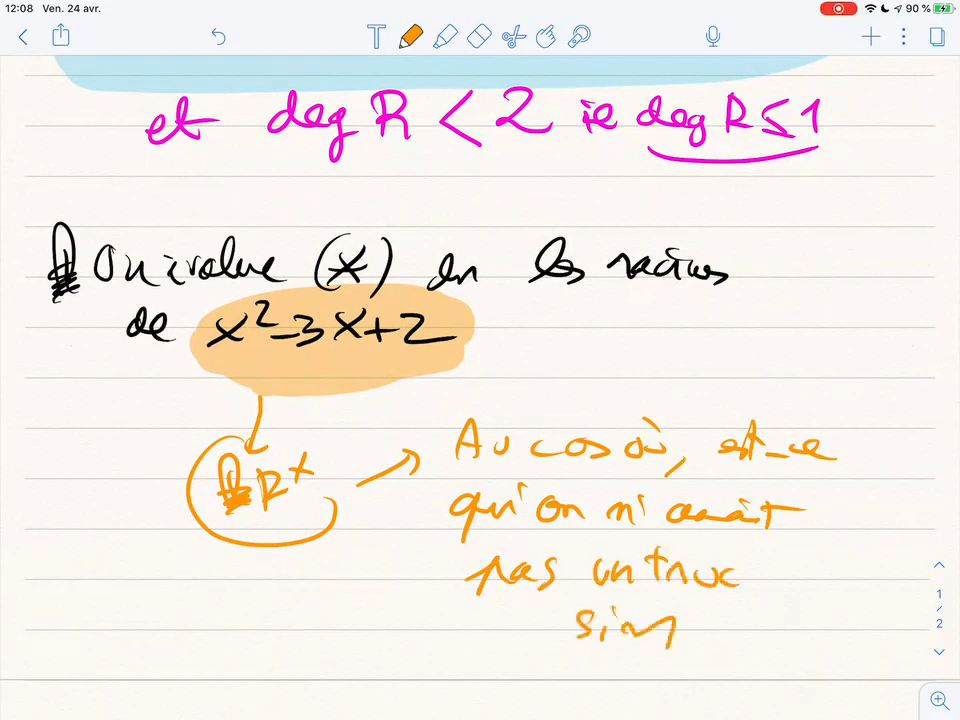 12:08 Ven. 24 avr.
90 %
T
et deg R < 2 ie deg R ≤ 1
On évalue (*) en les racines
de X² - 3X + 2
RX
Au cas où, est-ce
qu'on n'aurait
pas un truc
sim
1
/
2